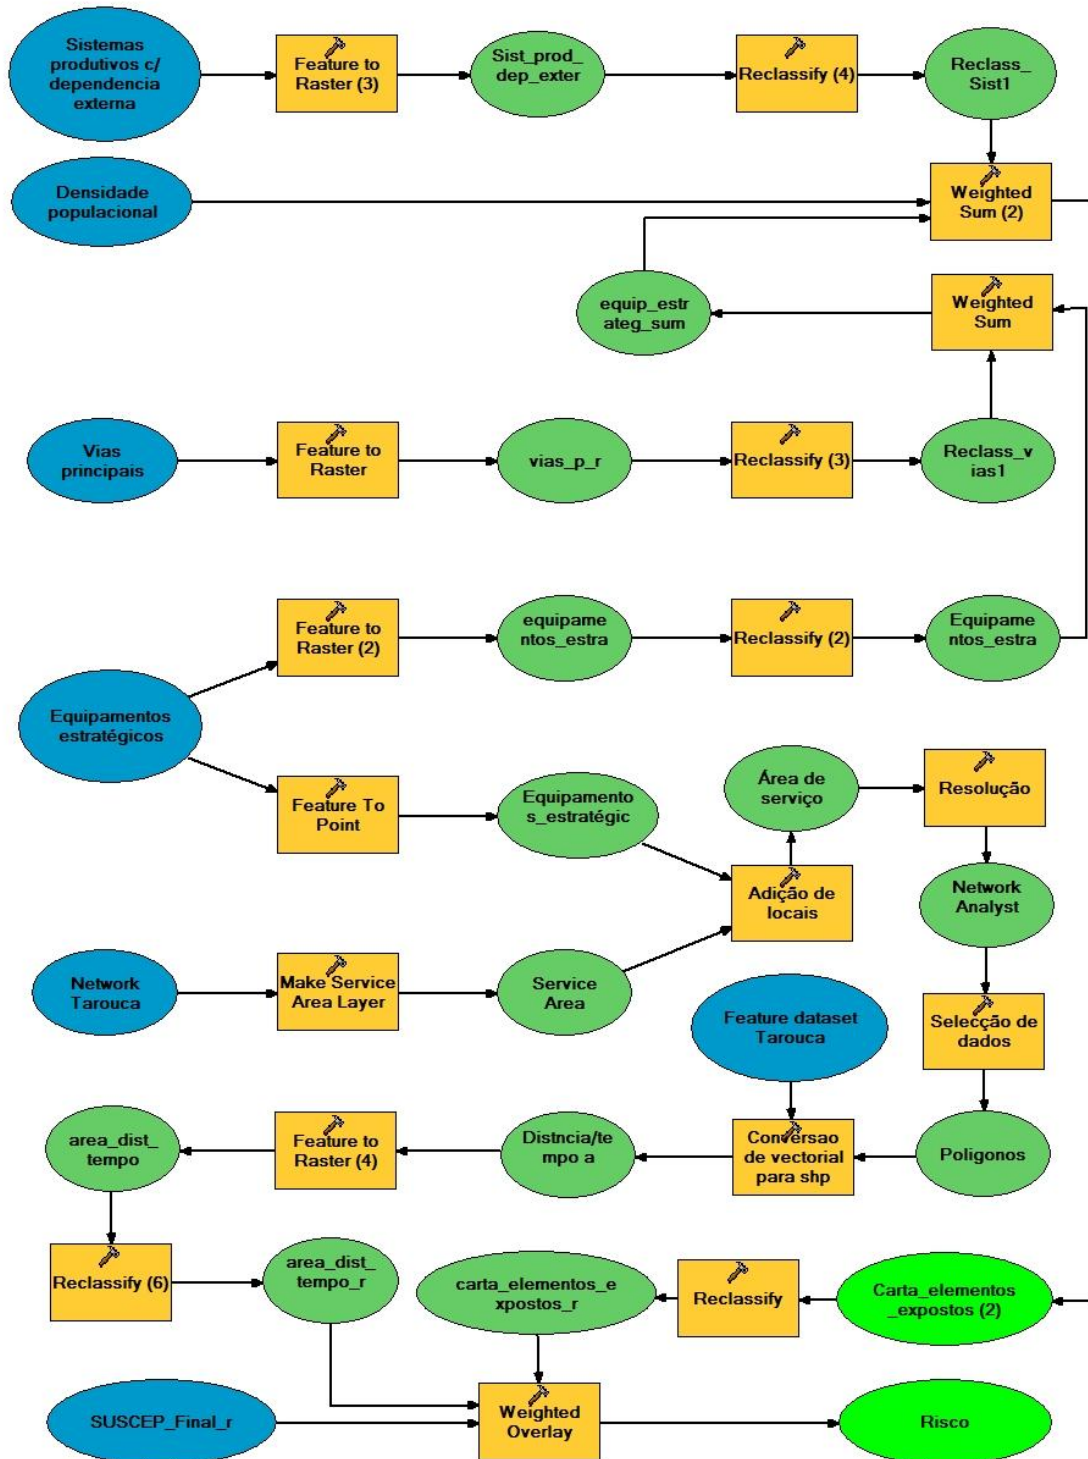 Sistemas
produtivos c/
dependencia
externa
Feature to
Raster (3)
Sist_prod_
dep_exter
Reclassify (4)
Reclass_
Sist1
Densidade
populacional
Weighted
Sum (2)
equip_estr
ateg_sum
Weighted
Sum
Vias
principais
Feature to
Raster
vias_p_r
Reclassify (3)
Reclass_v
ias1
Feature to
Raster (2)
equipame
ntos_estra
Reclassify (2)
Equipame
ntos_estra
Equipamentos
estratégicos
Feature To
Point
Equipamento
s_estratégic
Área de
serviço
Resolução
Adição de
locais
Network
Analyst
Network
Tarouca
Make Service
Area Layer
Service
Area
Feature dataset
Tarouca
Selecção de
dados
area_dist_
tempo
Feature to
Raster (4)
Distncia/te
mpo a
Conversao
de vectorial
para shp
Poligonos
Reclassify (6)
area_dist_
tempo_r
carta_elementos_e
xpostos_r
Reclassify
Carta_elementos
_expostos (2)
SUSCEP_Final_r
Weighted
Overlay
Risco